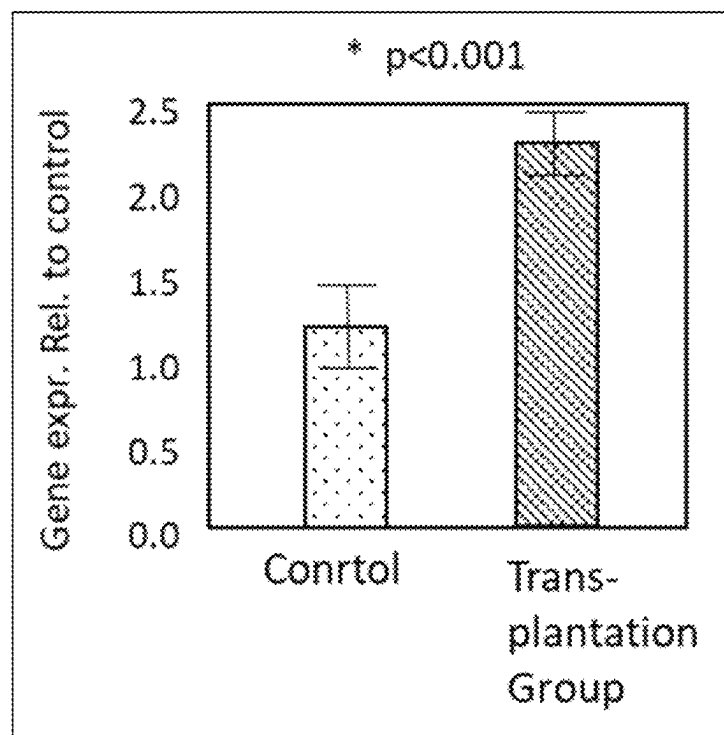 * p<0.001
Gene expr. Rel. to control
2.5
2.0
1.5
1.0
0.5
0.0
Conrtol
Trans-
plantation
Group